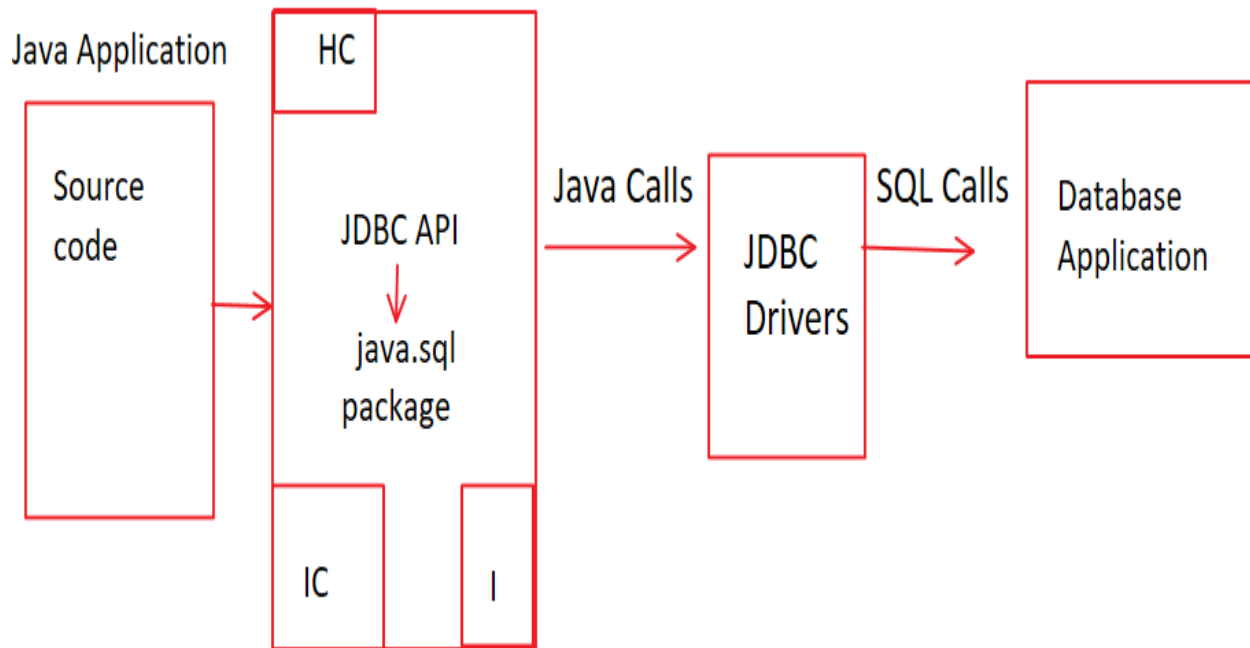 Java Application
Source
code
HC
JDBC API
java.sql
package
IC
I
Java Calls
JDBC
Drivers
SQL Calls
Database
Application